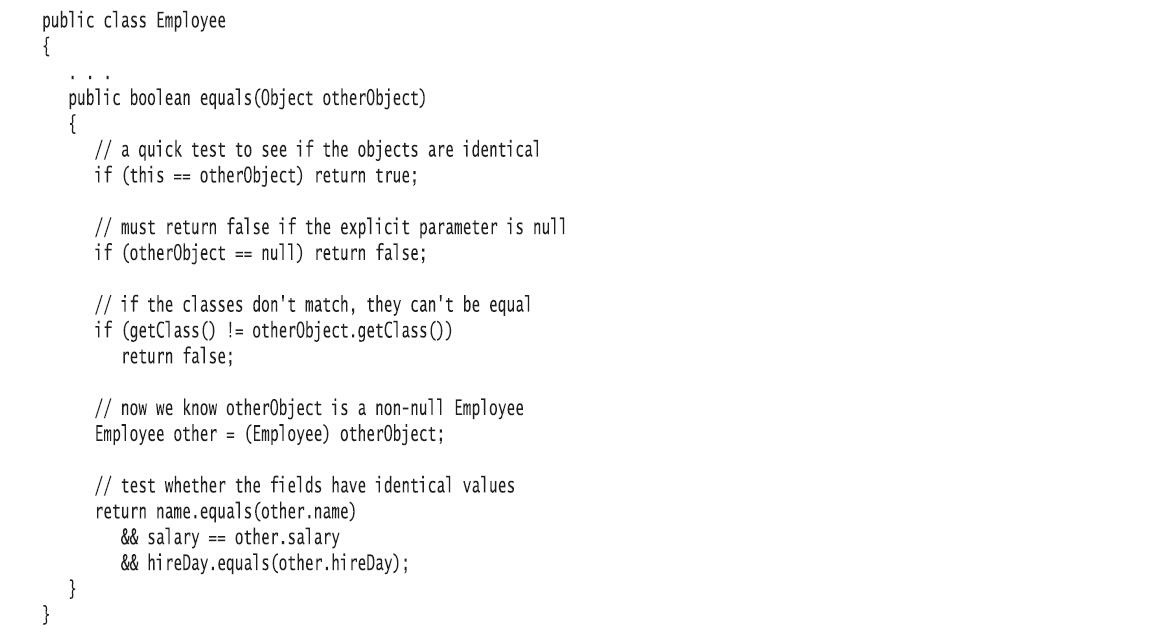 public class Employee
{
. . .
public boolean equals(Object otherObject)
{
// a quick test to see if the objects are identical
if (this == otherObject) return true;
// must return false if the explicit parameter is null
if (otherObject == null) return false;
// if the classes don't match, they can't be equal
if (getClass() != otherObject.getClass())
return false;
// now we know otherObject is a non-null Employee
Employee other = (Employee) otherObject;
// test whether the fields have identical values
return name.equals(other.name)
&& salary == other.salary
&& hireDay.equals(other.hireDay);
}
}